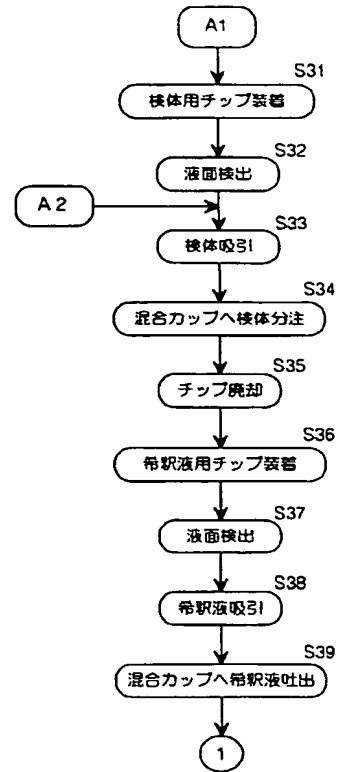 A1
S31
検体用チップ装着
S32
液面検出
A2
S33
検体吸引
S34
混合カップへ検体分注
S35
チップ廃却
S36
希釈液用チップ装着
S37
液面検出
S38
希釈液吸引
S39
混合カップへ希釈液吐出
1